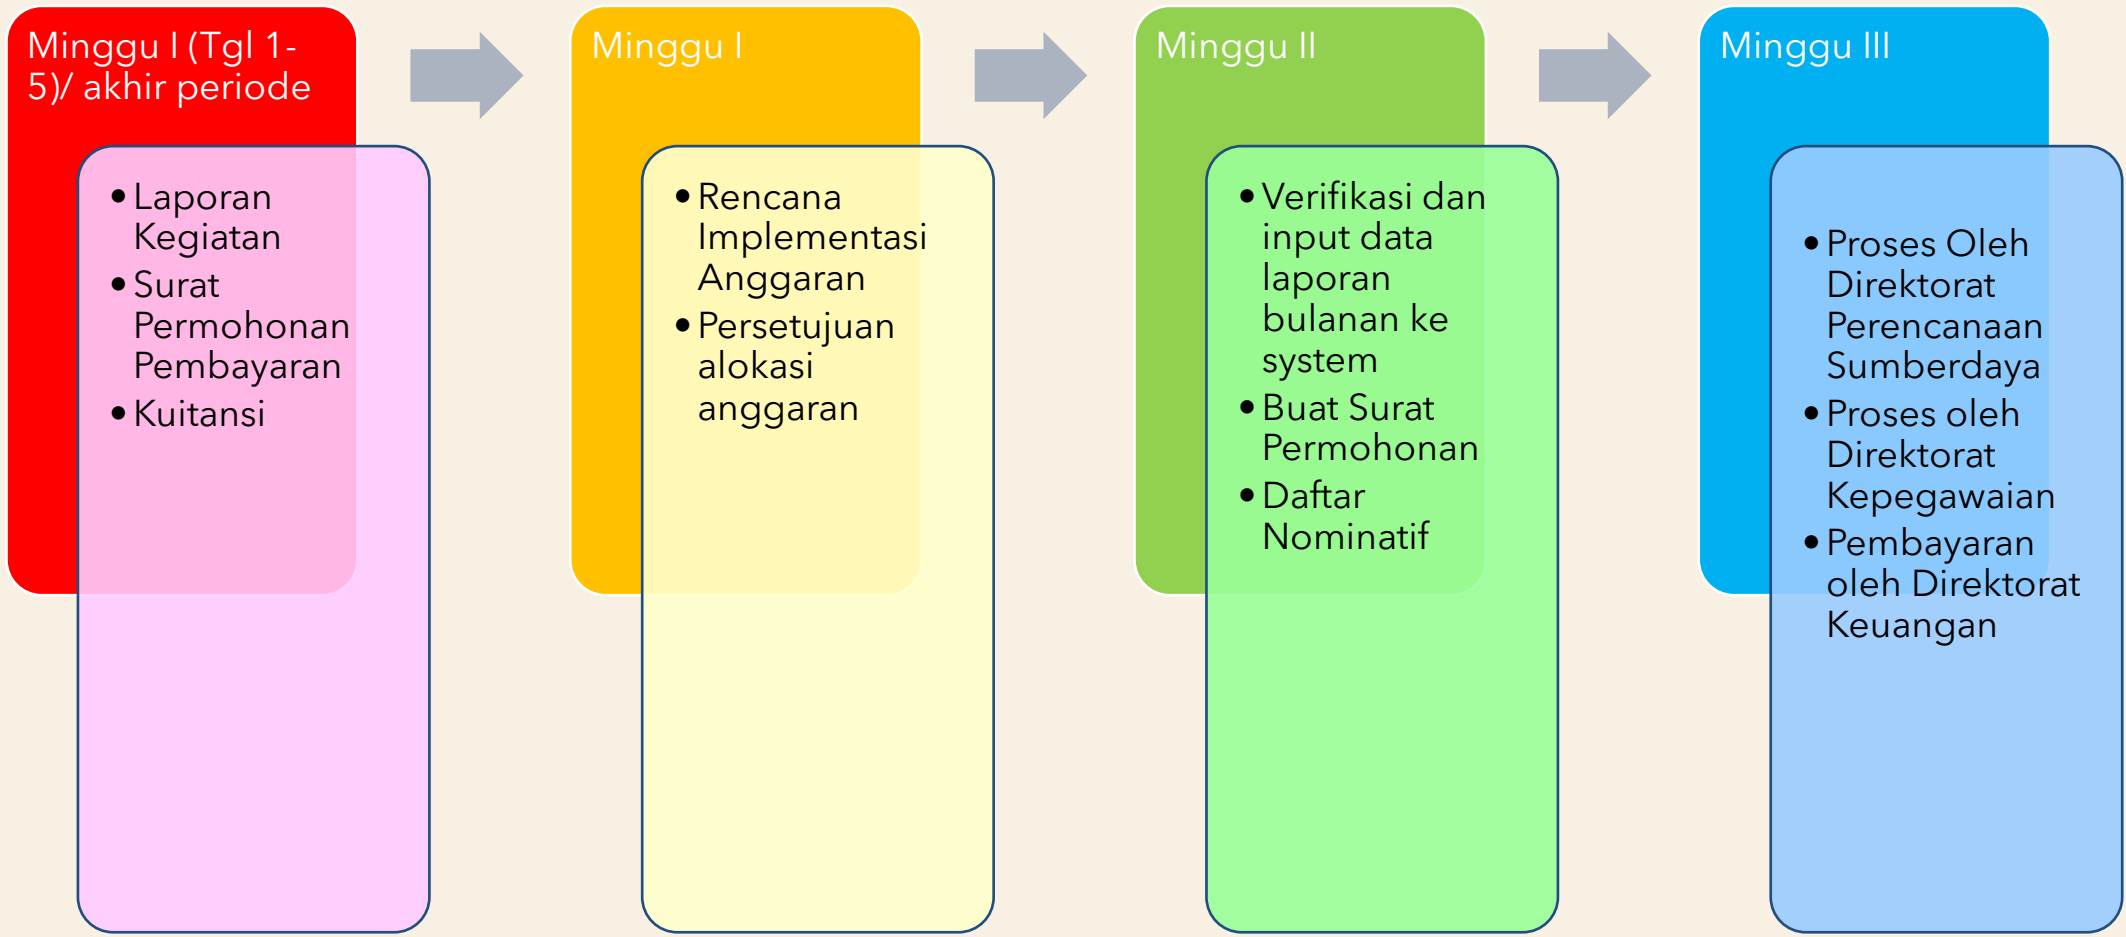 Minggu I (Tgl 1-
5)/ akhir periode
•Laporan
Kegiatan
•Surat
Permohonan
Pembayaran
•Kuitansi
Minggu I
•Rencana
Implementasi
Anggaran
•Persetujuan
alokasi
anggaran
Minggu II
•Verifikasi dan
input data
laporan
bulanan ke
system
•Buat Surat
Permohonan
•Daftar
Nominatif
Minggu III
•Proses Oleh
Direktorat
Perencanaan
Sumberdaya
•Proses oleh
Direktorat
Kepegawaian
•Pembayaran
oleh Direktorat
Keuangan